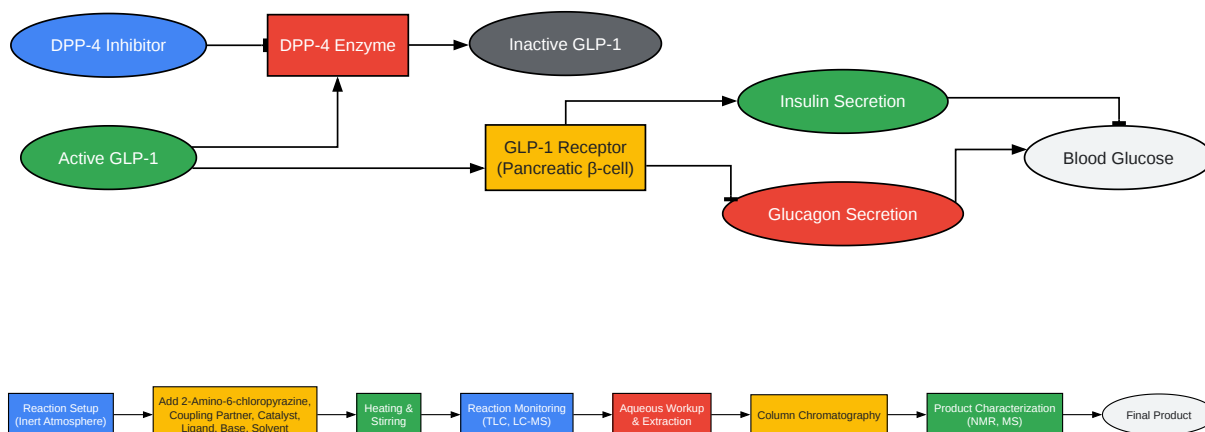 DPP-4 Inhibitor
DPP-4 Enzyme
Inactive GLP-1
Insulin Secretion
Active GLP-1
GLP-1 Receptor
(Pancreatic β-cell)
Blood Glucose
Glucagon Secretion
Reaction Setup
(Inert Atmosphere)
Add 2-Amino-6-chloropyrazine,
Coupling Partner, Catalyst,
Ligand, Base, Solvent
Heating &
Stirring
Reaction Monitoring
(TLC, LC-MS)
Aqueous Workup
& Extraction
Column Chromatography
Product Characterization
(NMR, MS)
Final Product